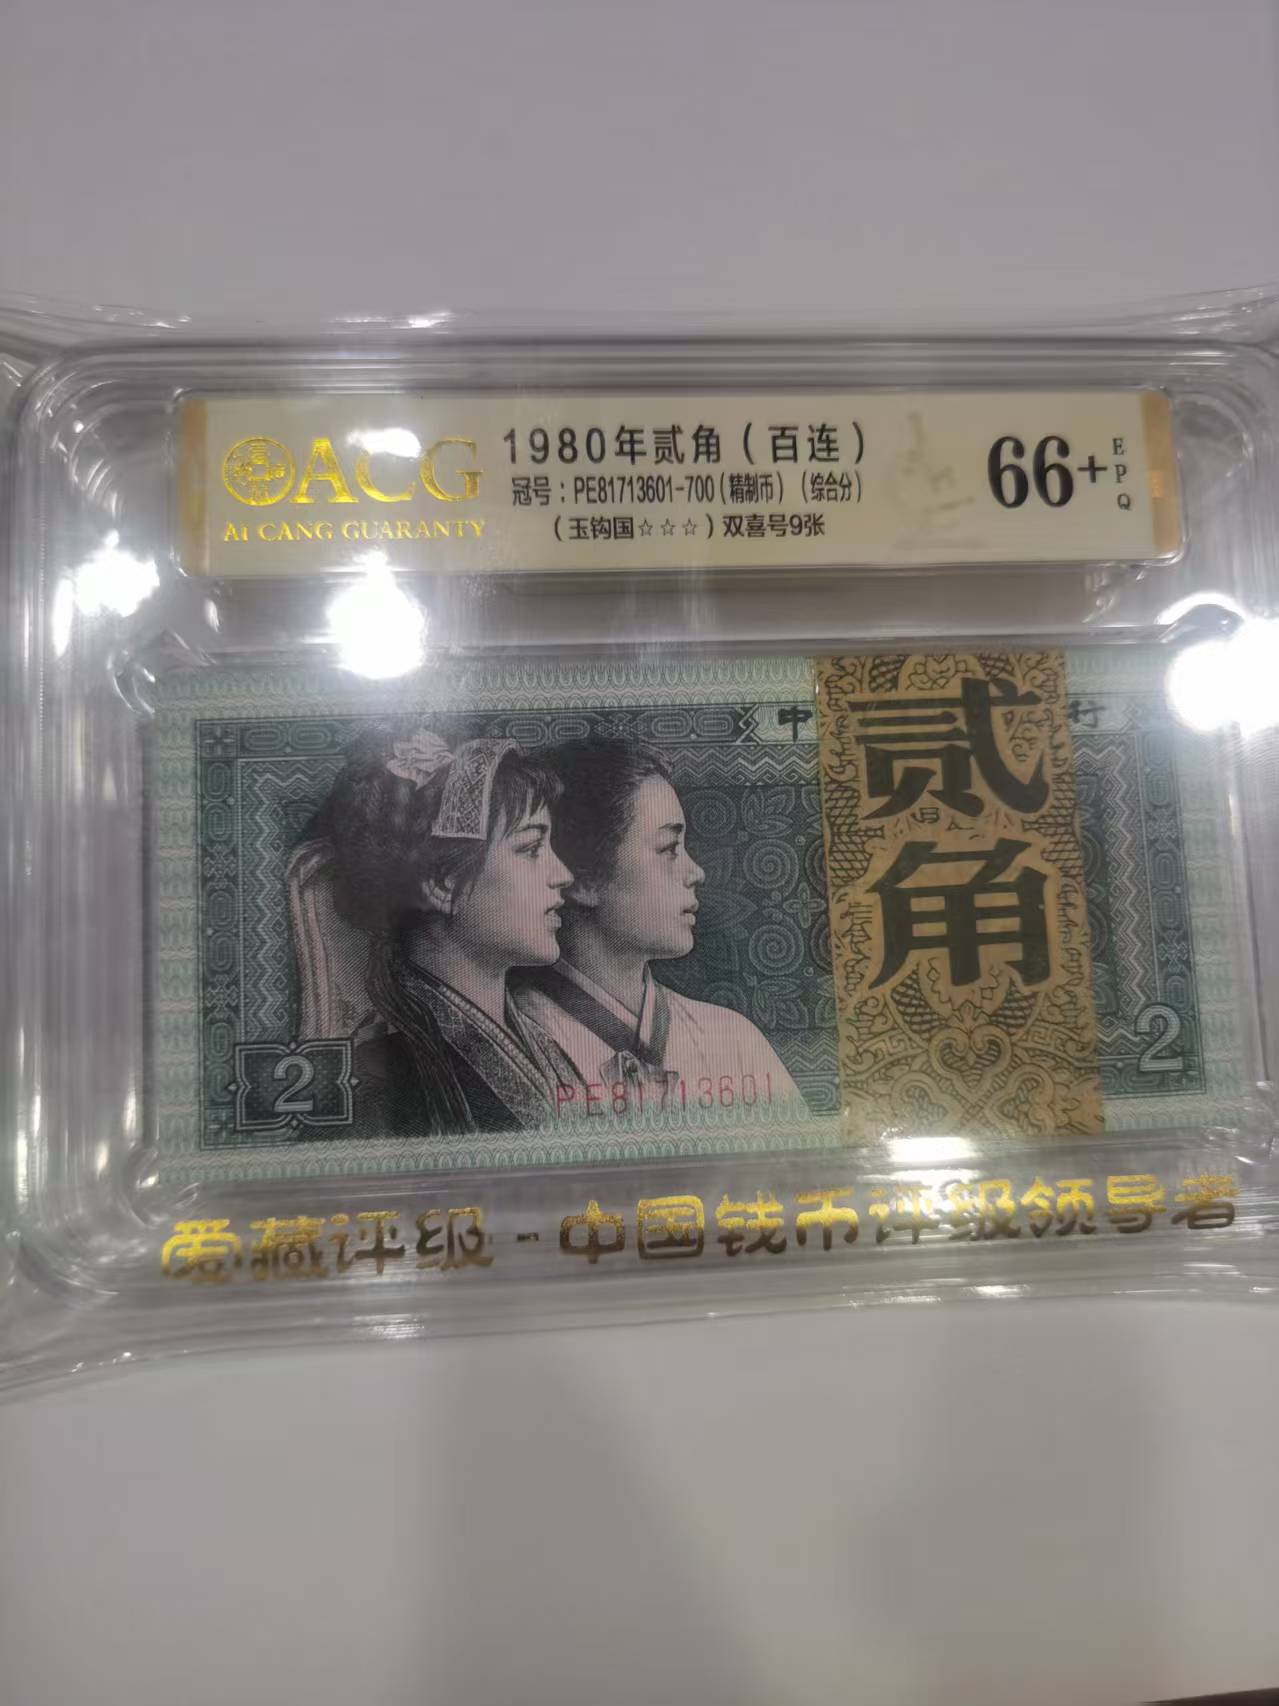 ACG
AI CANG GUARANTY
1980年贰角（百连）
冠号：PE81713601-700（精制币）（综合分）
（玉钩国☆☆☆）双喜号9张
66+
EPQ
中
行
贰角
2
2
PE81713601
爱藏评级-中国钱币评级领导者